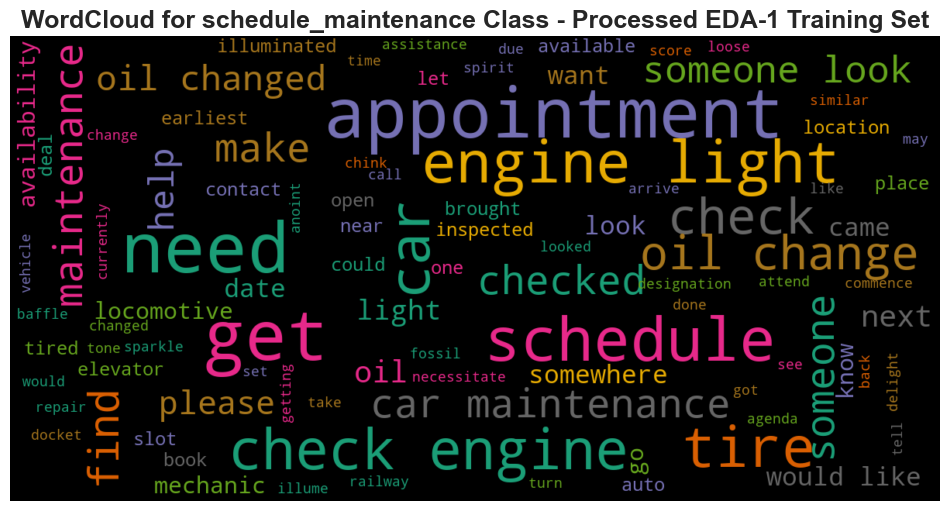 WordCloud for schedule_maintenance Class - Processed EDA-1 Training Set
availability
maintenance
illuminated
assistance
due
available
score
loose
time
spirit
oil changed
let
want
someone look
deal
change
earliest
appointment
similar
location
may
make
help
chink
call
engine light
contact
anoint
arrive
like
place
open
brought
near
inspected
look
check
came
vehicle
currently
need
car
looked
could
one
oil change
date
checked
designation
attend
commence
baffle
locomotive
light
done
changed
next
get
schedule
someone
tired
tone
sparkle
fossil
see
know
back
elevator
set
oil
necessitate
somewhere
delight
would
getting
find
please
take
car maintenance
got
repair
agenda
docket
slot
check engine
tire
tell
book
go
would like
mechanic
illume
railway
turn
auto